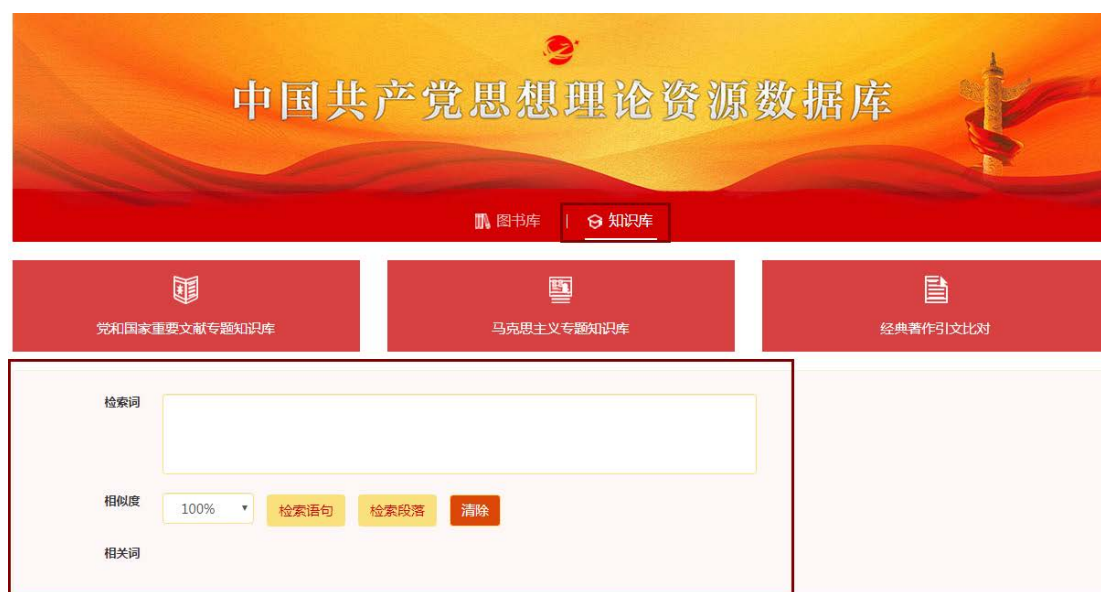 中国共产党思想理论资源数据库
图书库 | 知识库
党和国家重要文献专题知识库 马克思主义专题知识库 经典著作引文比对
检索词
相似度 100% 检索语句 检索段落 清除
相关词